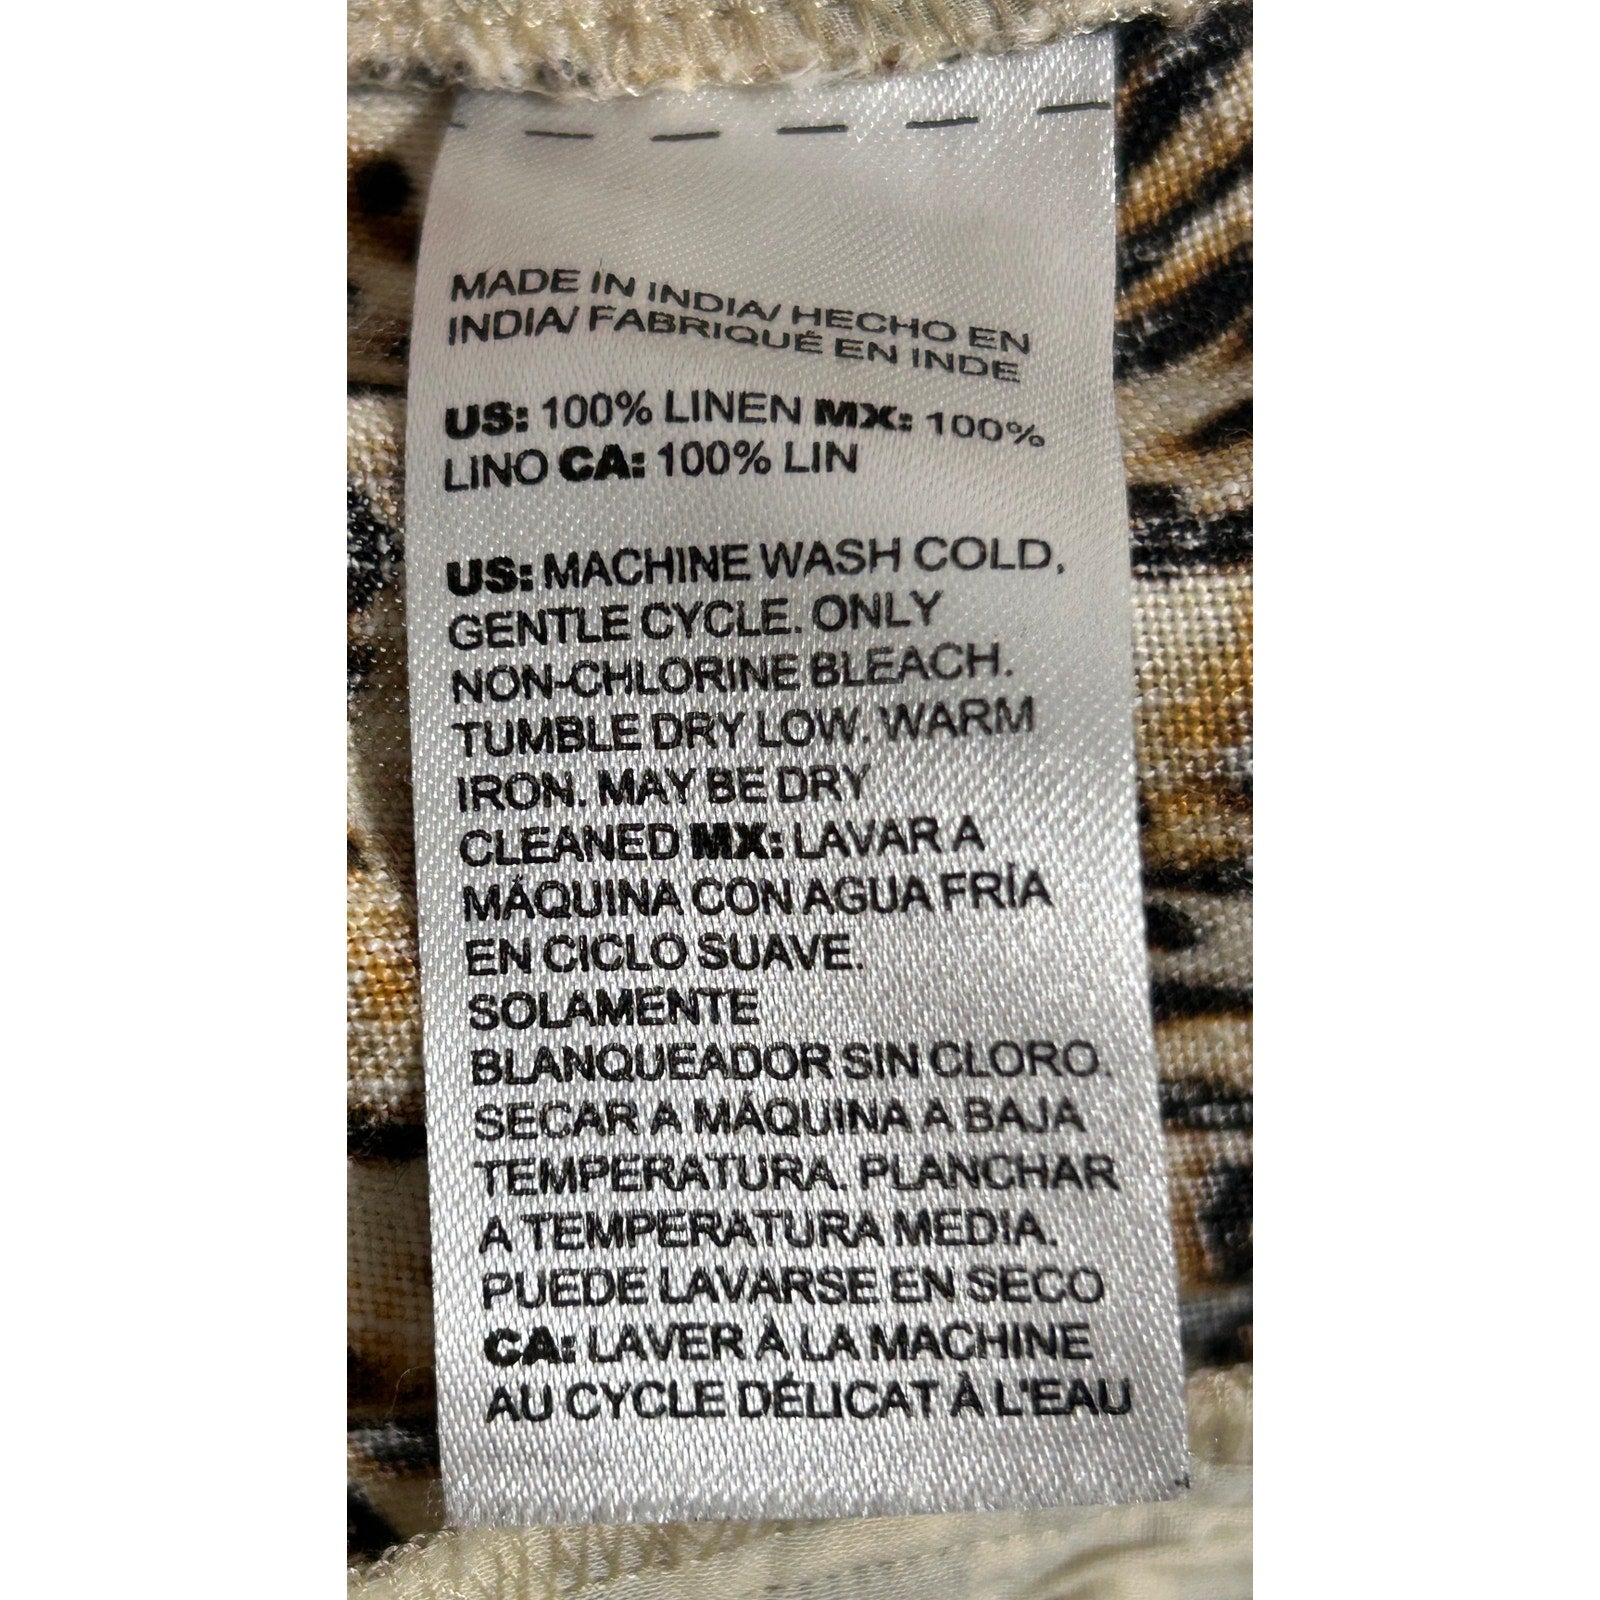 MADE IN INDIA/ HECHO EN
INDIA/ FABRIQUÉ EN INDE
US: 100% LINEN MX: 100%
LINO CA: 100% LIN
US: MACHINE WASH COLD,
GENTLE CYCLE. ONLY
NON-CHLORINE BLEACH.
TUMBLE DRY LOW. WARM
IRON. MAY BE DRY
CLEANED MX: LAVAR A
MÁQUINA CON AGUA FRÍA
EN CICLO SUAVE.
SOLAMENTE
BLANQUEADOR SIN CLORO.
SECAR A MÁQUINA A BAJA
TEMPERATURA. PLANCHAR
A TEMPERATURA MEDIA.
PUEDE LAVARSE EN SECO
CA: LAVER À LA MACHINE
AU CYCLE DÉLICAT À L'EAU